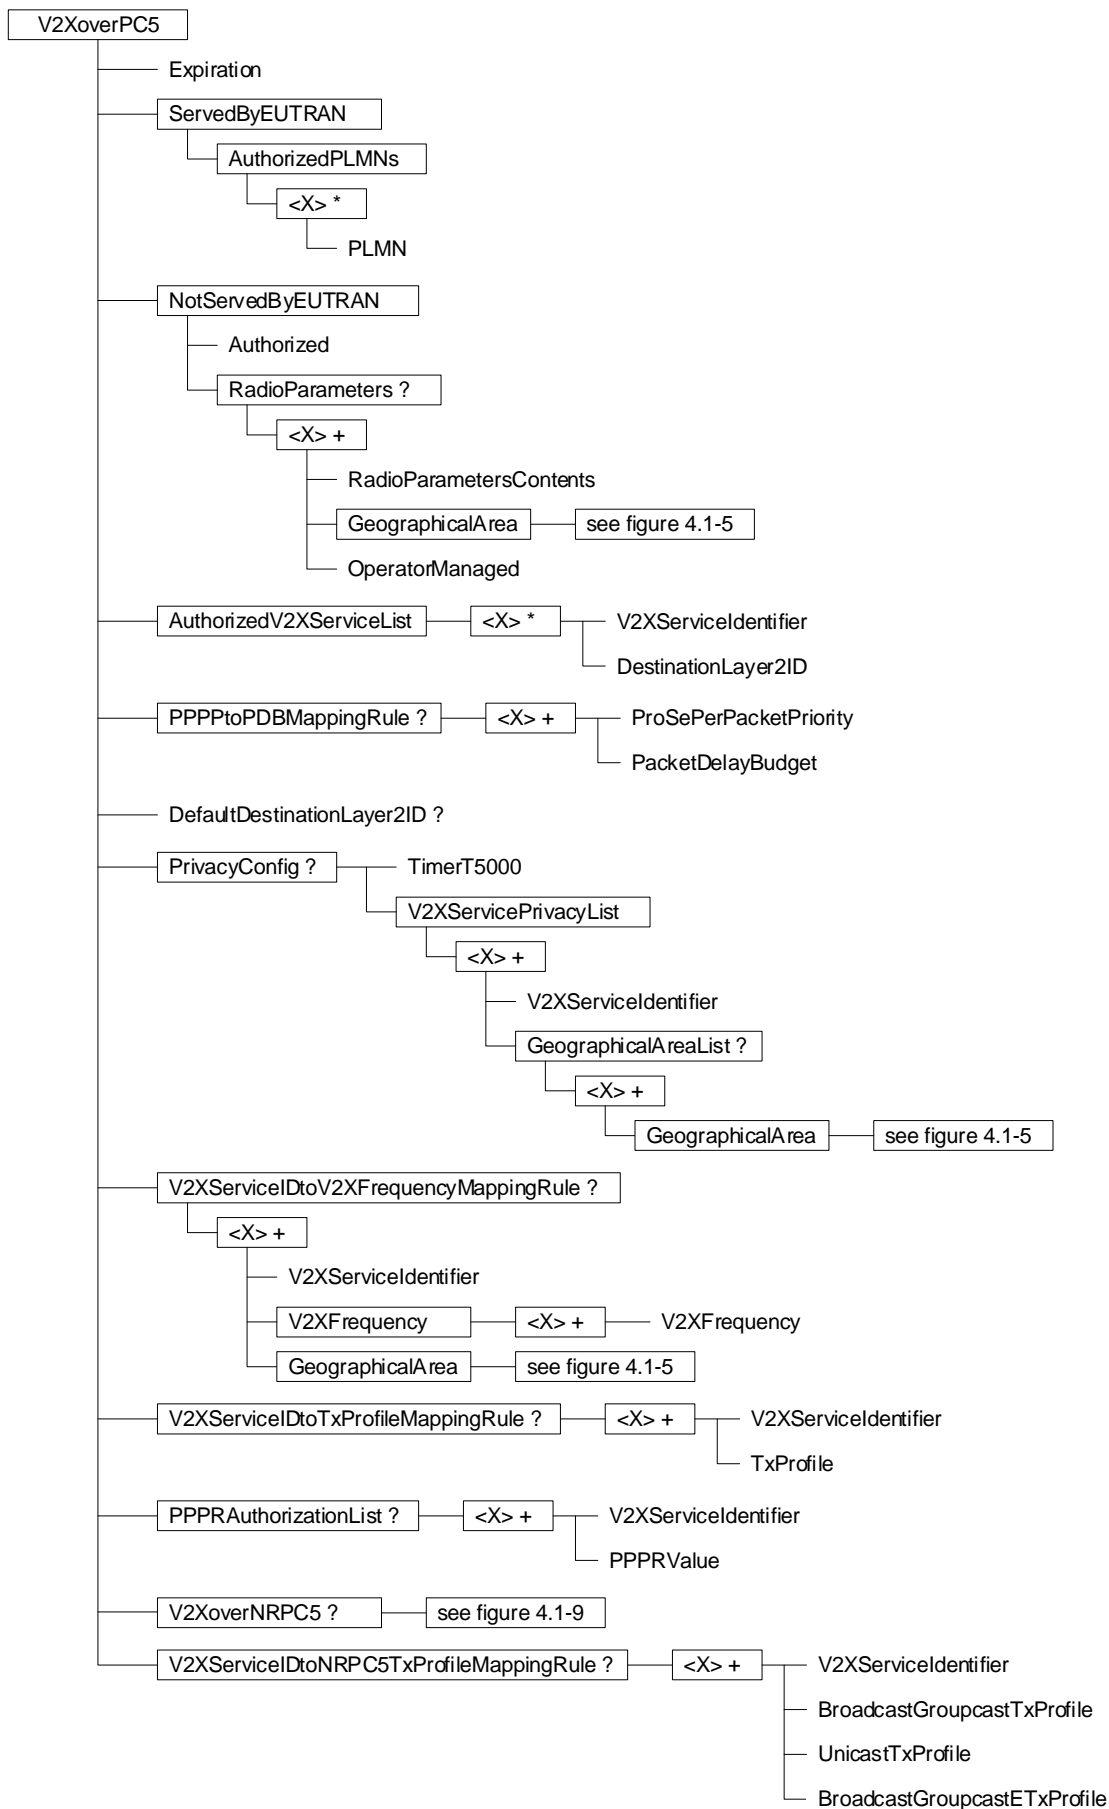 V2XoverPC5
Expiration
ServedByEUTRAN
AuthorizedPLMNs
<X> *
PLMN
NotServedByEUTRAN
Authorized
RadioParameters ?
<X> +
RadioParametersContents
GeographicalArea see figure 4.1-5
OperatorManaged
AuthorizedV2XServiceList <X> * V2XServiceIdentifier
DestinationLayer2ID
PPPPtoPDBMappingRule ? <X> + ProSePerPacketPriority
PacketDelayBudget
DefaultDestinationLayer2ID ?
PrivacyConfig ? TimerT5000
V2XServicePrivacyList
<X> +
V2XServiceIdentifier
GeographicalAreaList ?
<X> +
GeographicalArea see figure 4.1-5
V2XServiceIDtoV2XFrequencyMappingRule ?
<X> +
V2XServiceIdentifier
V2XFrequency <X> + V2XFrequency
GeographicalArea see figure 4.1-5
V2XServiceIDtoTxProfileMappingRule ? <X> + V2XServiceIdentifier
TxProfile
PPPRAuthorizationList ? <X> + V2XServiceIdentifier
PPPRValue
V2XoverNRPC5 ? see figure 4.1-9
V2XServiceIDtoNRPC5TxProfileMappingRule ? <X> + V2XServiceIdentifier
BroadcastGroupcastTxProfile
UnicastTxProfile
BroadcastGroupcastETxProfile